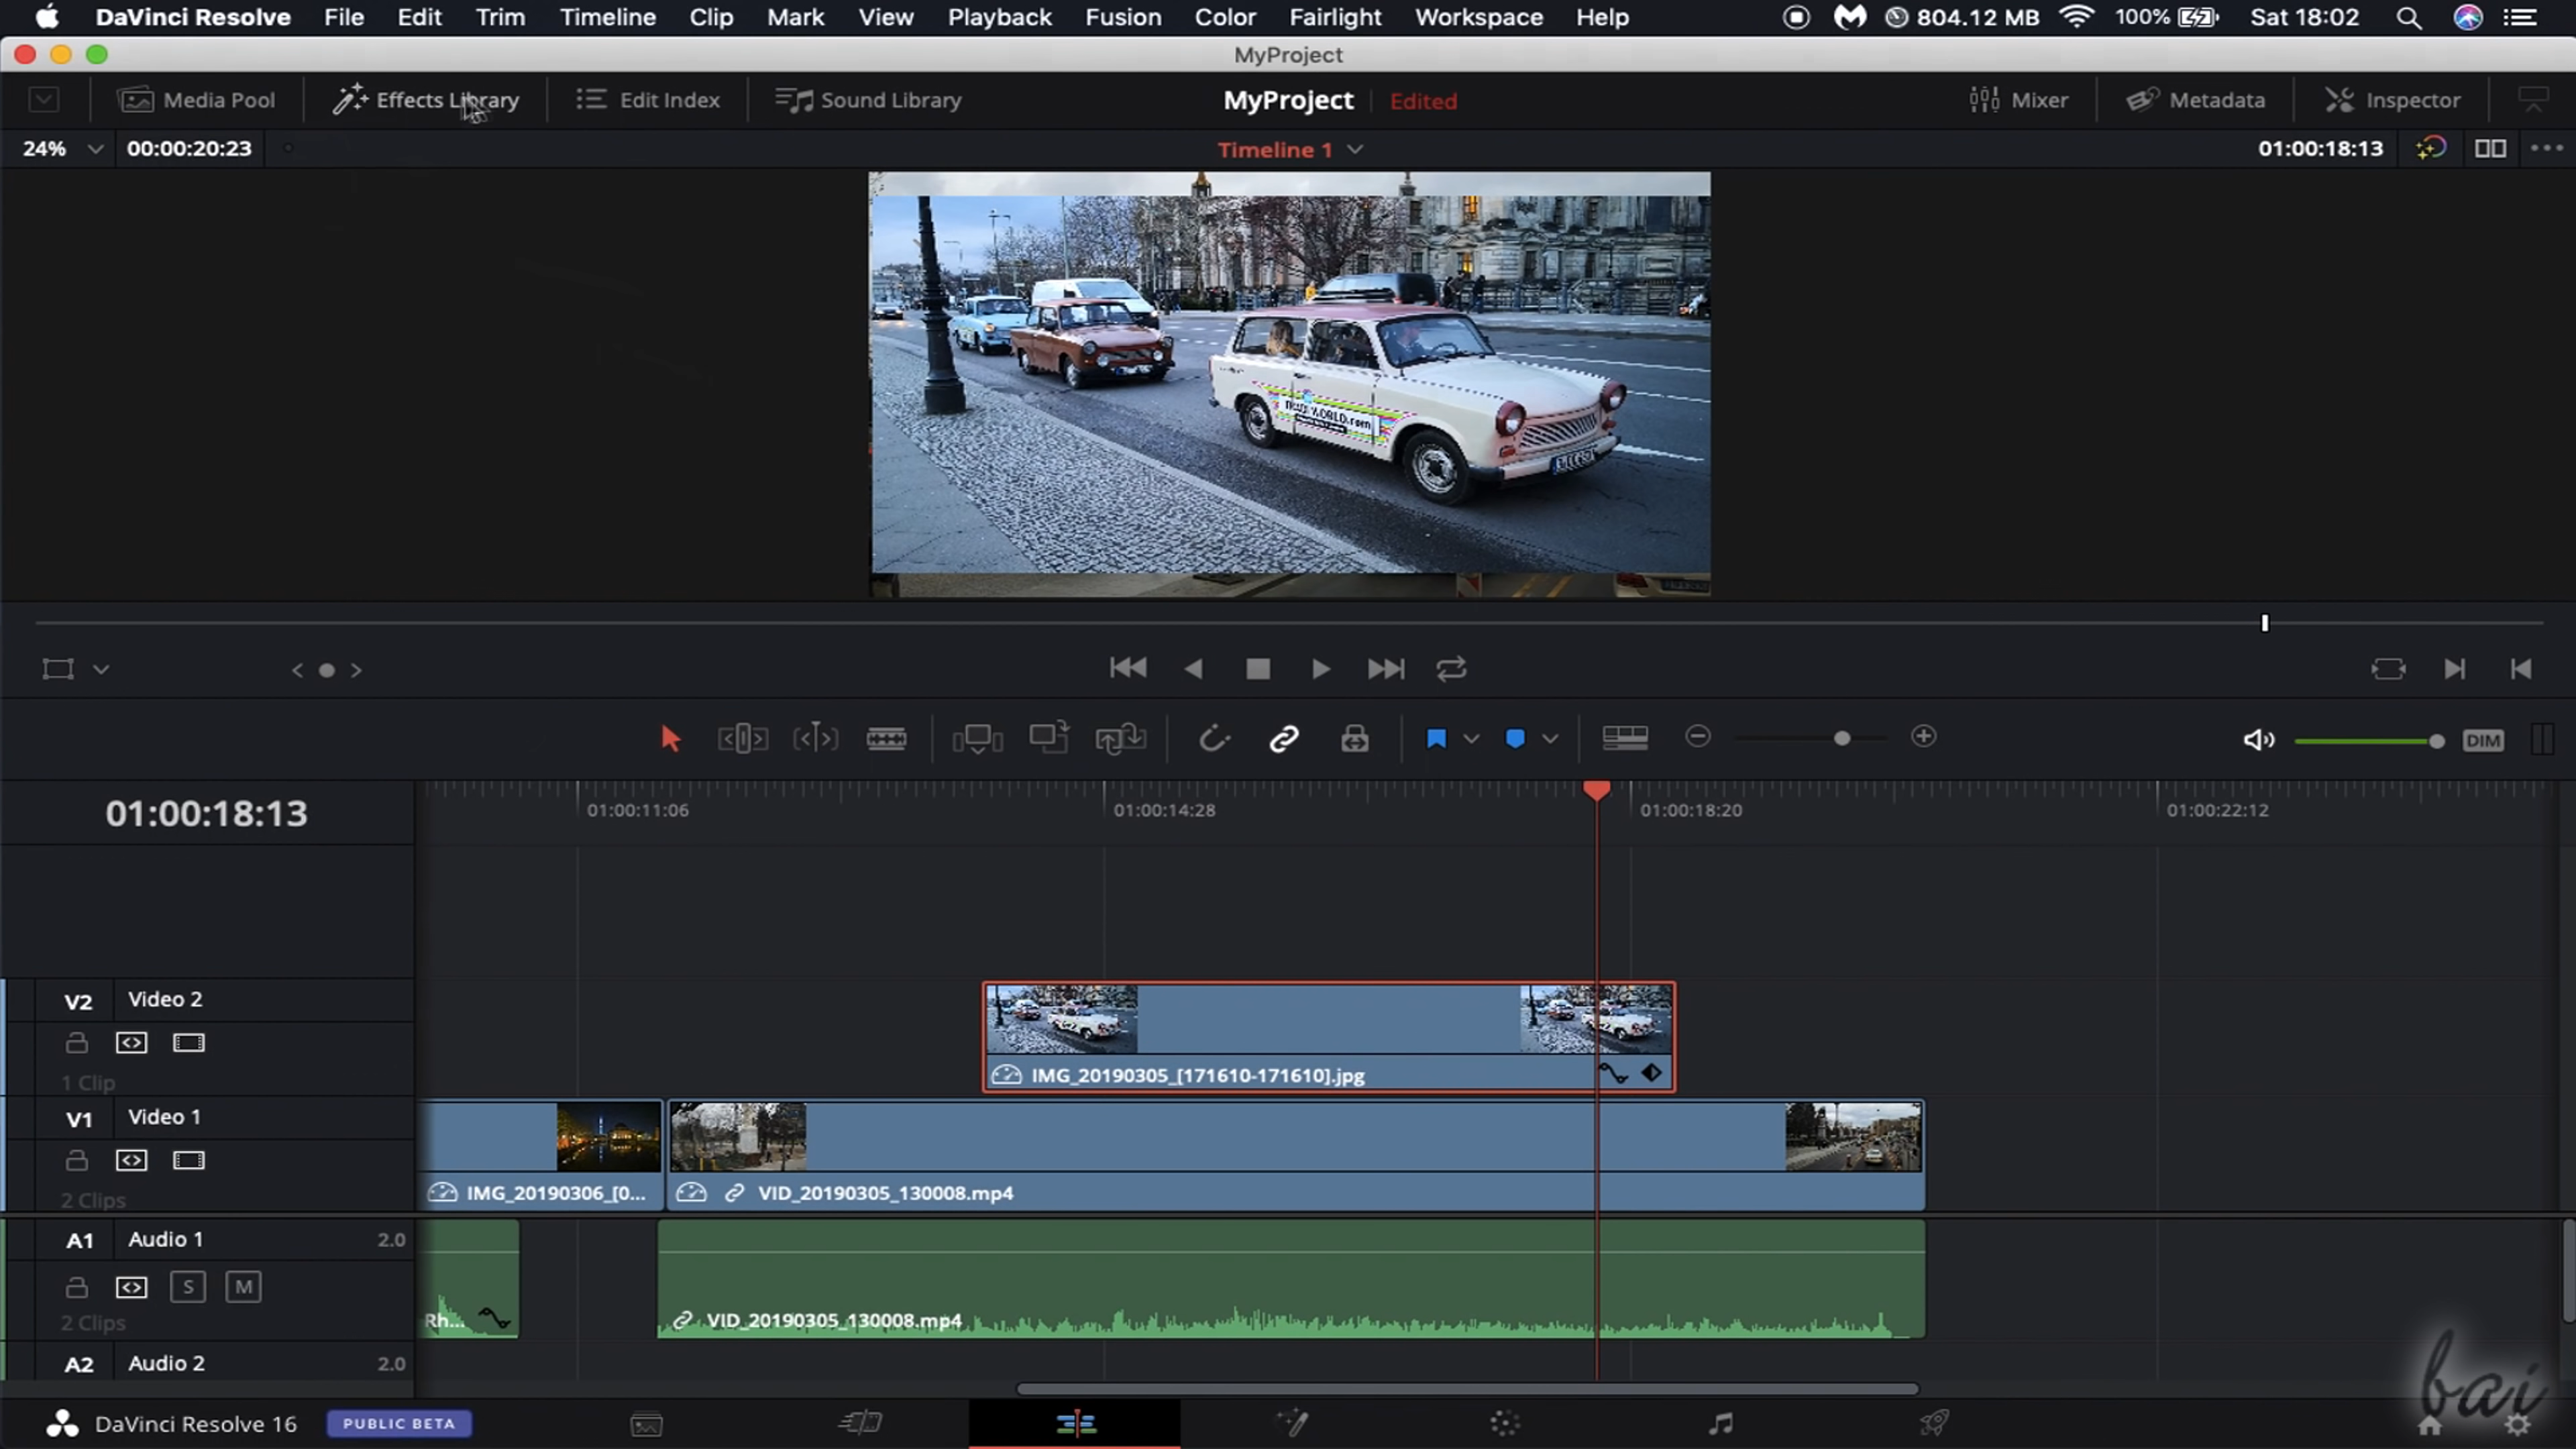 DaVinci Resolve File Edit Trim Timeline Clip Mark View Playback Fusion Color Fairlight Workspace Help 804.12 MB 100% Sat 18:02
MyProject
Media Pool Effects Library Edit Index Sound Library MyProject Edited Mixer Metadata Inspector
24% 00:00:20:23 Timeline 1 01:00:18:13
DIM
01:00:18:13 01:00:11:06 01:00:14:28 01:00:18:20 01:00:22:12
V2 Video 2
1 Clip
IMG_20190305_[171610-171610].jpg
V1 Video 1
2 Clips
IMG_20190306_[0... VID_20190305_130008.mp4
A1 Audio 1 2.0
S M
2 Clips
Rh... VID_20190305_130008.mp4
A2 Audio 2 2.0
bai
DaVinci Resolve 16 PUBLIC BETA